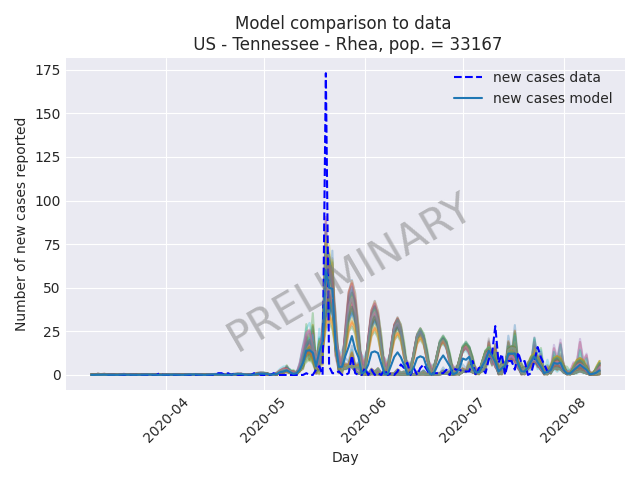 Model comparison to data
US - Tennessee - Rhea, pop. = 33167
new cases data
new cases model
PRELIMINARY
Number of new cases reported
175
150
125
100
75
50
25
0
2020-04
2020-05
2020-06
2020-07
2020-08
Day